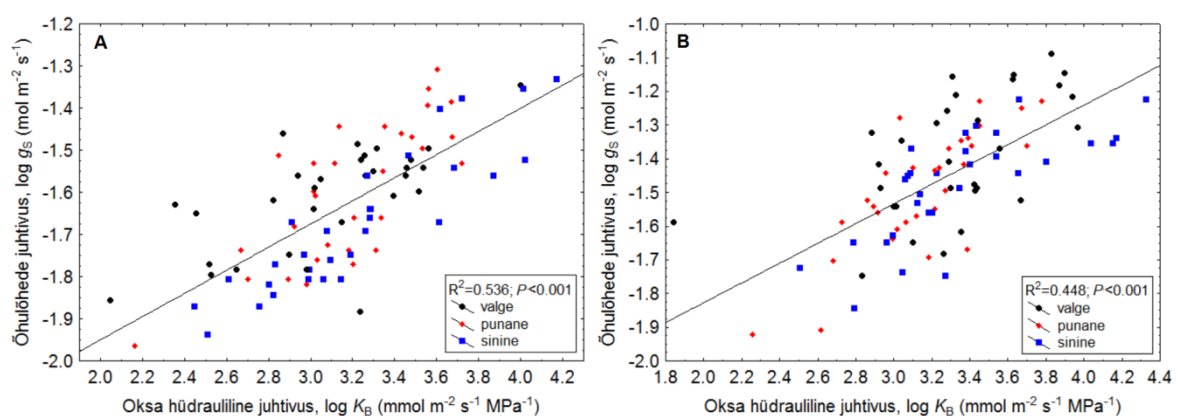 A
Õhulõhede juhtivus, log gS (mol m-2 s-1)
-1.2
-1.3
-1.4
-1.5
-1.6
-1.7
-1.8
-1.9
-2.0
R2=0.536; P<0.001
valge
punane
sinine
2.0 2.2 2.4 2.6 2.8 3.0 3.2 3.4 3.6 3.8 4.0 4.2
Oksa hüdrauliline juhtivus, log KB (mmol m-2 s-1 MPa-1)
B
Õhulõhede juhtivus, log gS (mol m-2 s-1)
-1.0
-1.1
-1.2
-1.3
-1.4
-1.5
-1.6
-1.7
-1.8
-1.9
-2.0
R2=0.448; P<0.001
valge
punane
sinine
1.8 2.0 2.2 2.4 2.6 2.8 3.0 3.2 3.4 3.6 3.8 4.0 4.2 4.4
Oksa hüdrauliline juhtivus, log KB (mmol m-2 s-1 MPa-1)